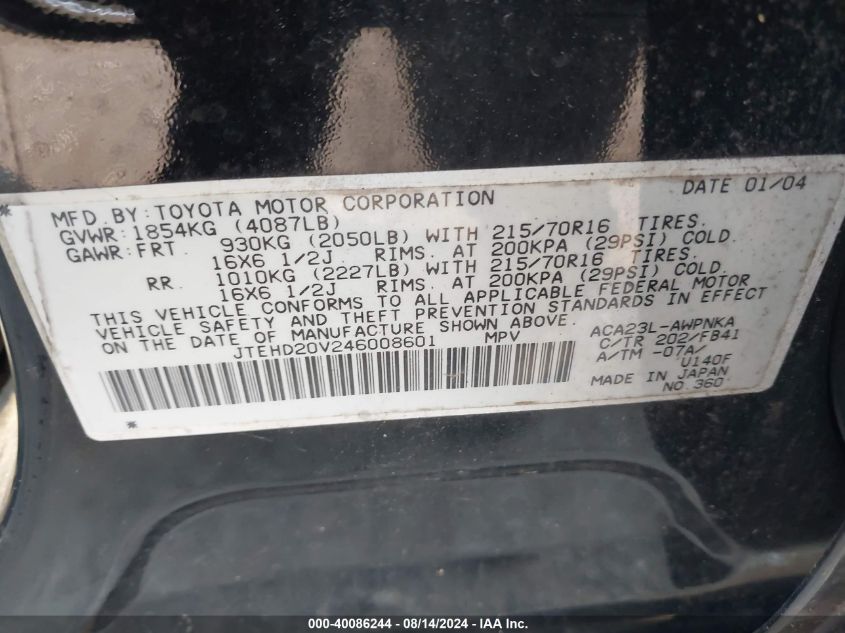 DATE 01/04
MFD. BY: TOYOTA MOTOR CORPORATION
GVWR: 1854KG (4087LB)
GAWR: FRT. 930KG (2050LB) WITH 215/70R16 TIRES.
16X6 1/2J RIMS. AT 200KPA (29PSI) COLD.
RR. 1010KG (2227LB) WITH 215/70R16 TIRES.
16X6 1/2J RIMS. AT 200KPA (29PSI) COLD.
THIS VEHICLE CONFORMS TO ALL APPLICABLE FEDERAL MOTOR
VEHICLE SAFETY AND THEFT PREVENTION STANDARDS IN EFFECT
ON THE DATE OF MANUFACTURE SHOWN ABOVE.
JTEHD20V246008601 MPV
ACA23L-AWPNKA
C/TR 202/FB41
A/TM -07A/
U140F
MADE IN JAPAN
NO. 360
000-40086244 - 08/14/2024 - IAA, Inc.